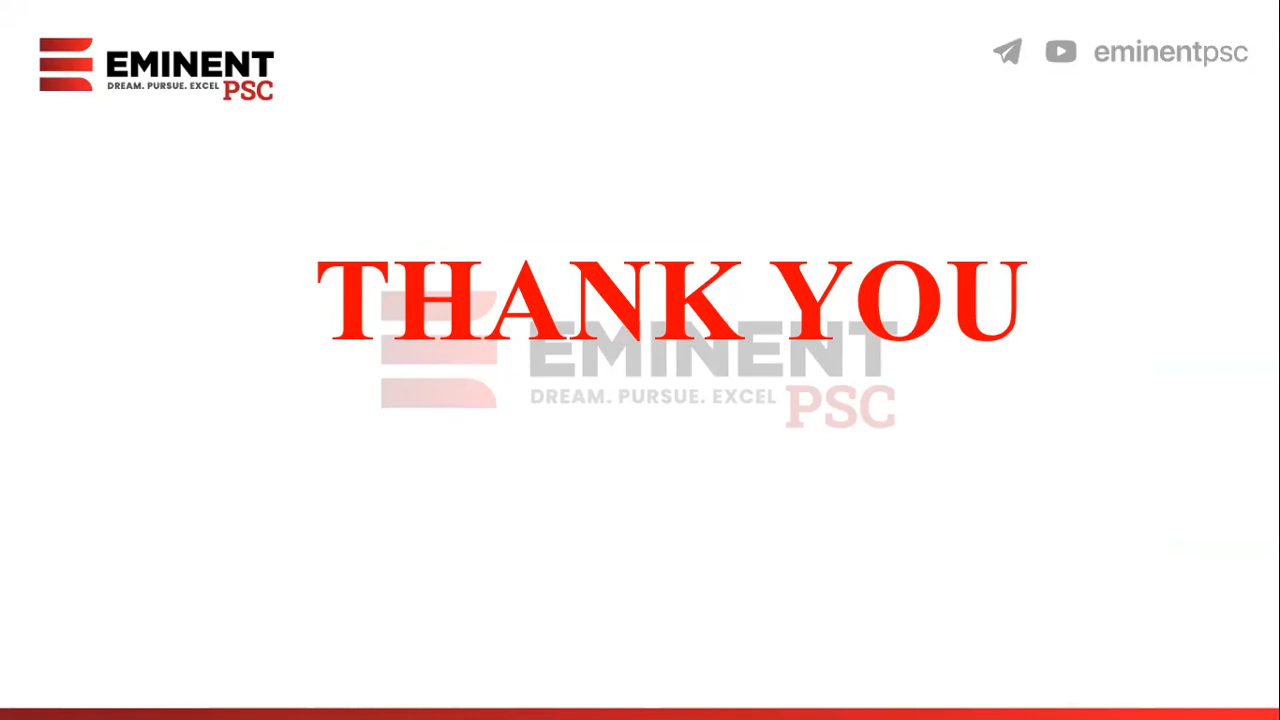 EMINENT
DREAM. PURSUE. EXCEL
PSC
eminentpsc
THANK YOU
EMINENT
DREAM. PURSUE. EXCEL
PSC